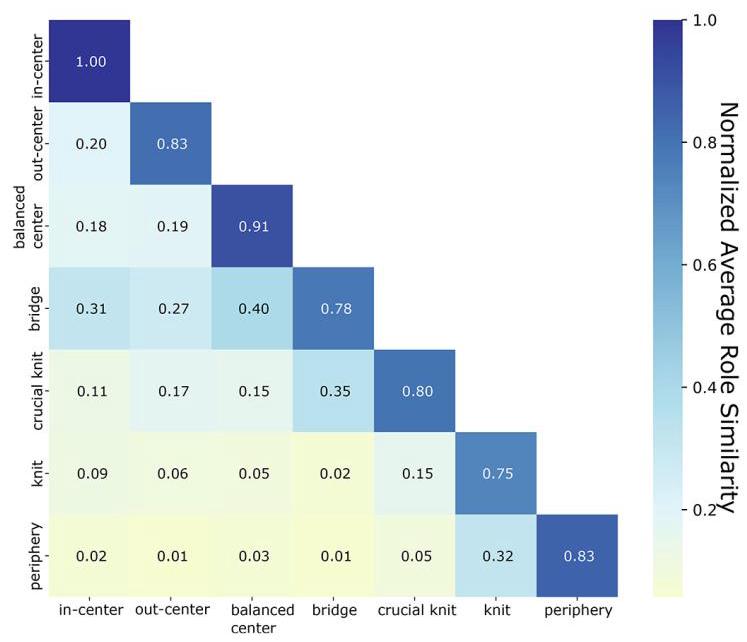 in-center
1.00
out-center
0.20 0.83
balanced
center
0.18 0.19 0.91
bridge
0.31 0.27 0.40 0.78
crucial knit
0.11 0.17 0.15 0.35 0.80
knit
0.09 0.06 0.05 0.02 0.15 0.75
periphery
0.02 0.01 0.03 0.01 0.05 0.32 0.83
in-center out-center balanced bridge crucial knit knit periphery
center
1.0
0.8
0.6
0.4
0.2
Normalized Average Role Similarity